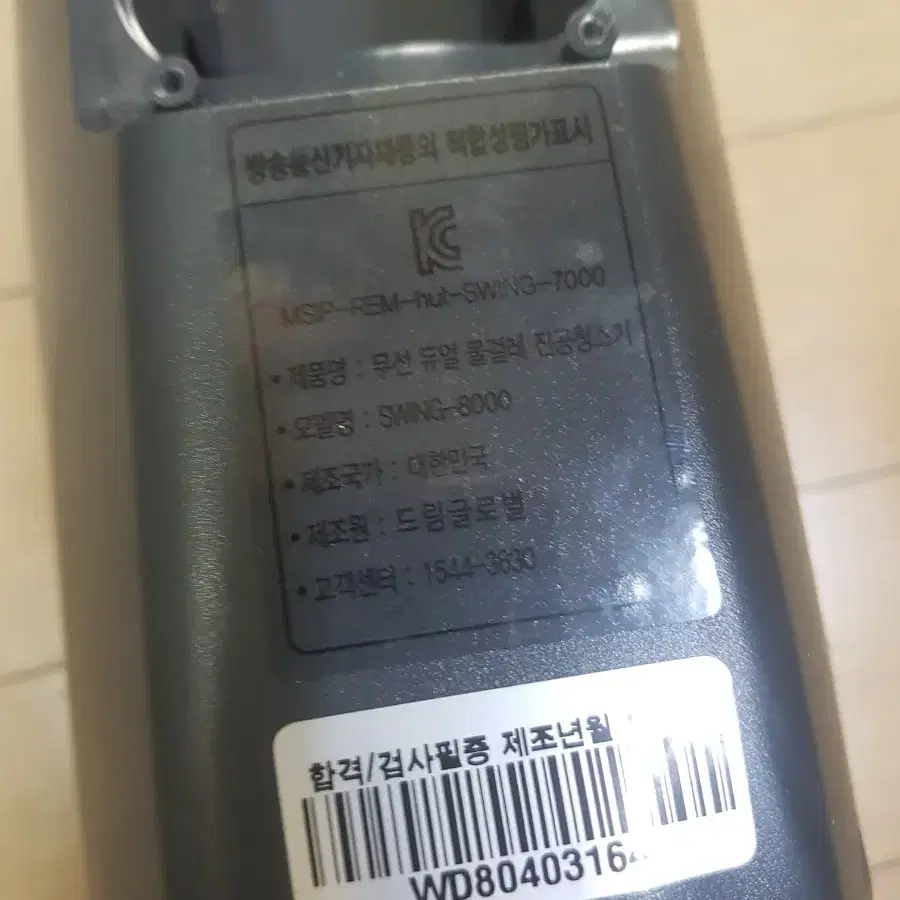 방송통신기자재등의 적합성평가표시
MSIP-REM-hut-SWING-7000
• 제품명 : 무선 듀얼 물걸레 진공청소기
• 모델명 : SWING-8000
• 제조국가 : 대한민국
• 제조원 : 드림글로벌
• 고객센터 : 1544-3630
합격/검사필증 제조년월
WD80403164